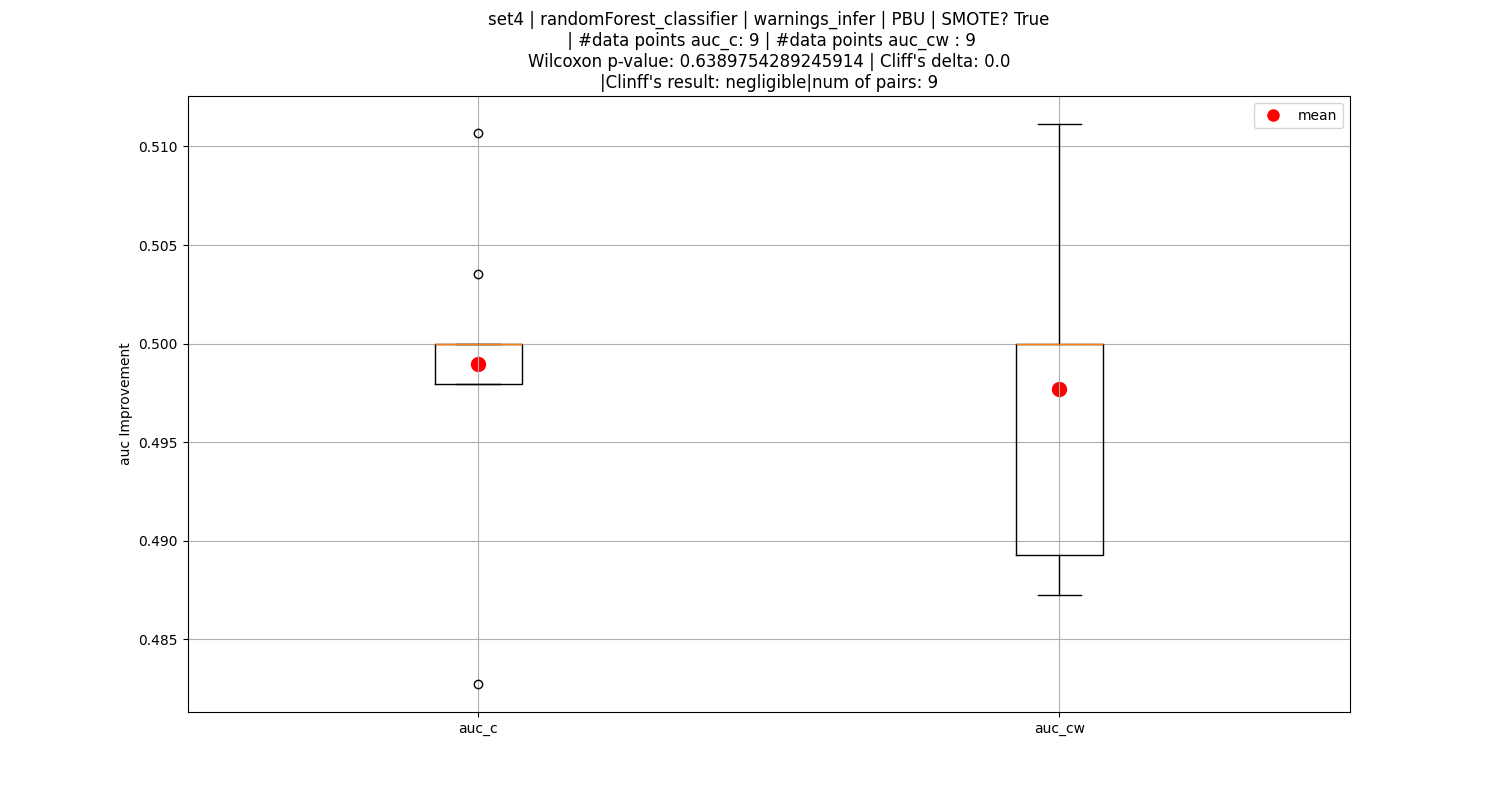 set4 | randomForest_classifier | warnings_infer | PBU | SMOTE? True
| #data points auc_c: 9 | #data points auc_cw : 9
Wilcoxon p-value: 0.6389754289245914 | Cliff's delta: 0.0
|Clinff's result: negligible|num of pairs: 9
mean
0.510
0.505
0.500
0.495
0.490
0.485
auc Improvement
auc_c
auc_cw